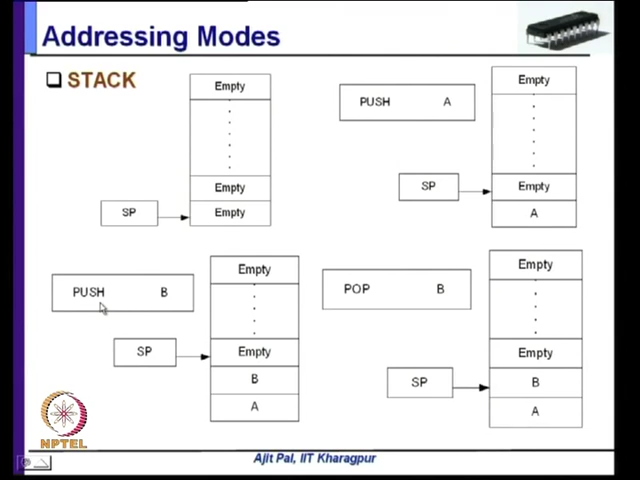 Addressing Modes
❑ STACK
Empty
Empty
Empty
SP
PUSH A
Empty
Empty
A
SP
PUSH B
Empty
Empty
B
A
SP
POP B
Empty
Empty
B
A
SP
NPTEL
Ajit Pal, IIT Kharagpur